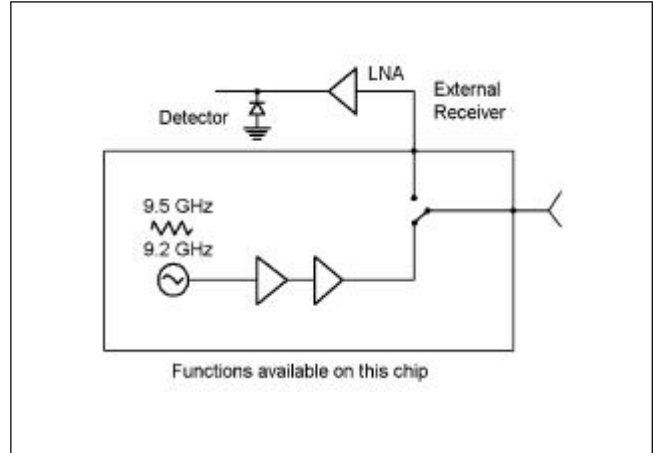 LNA
External
Receiver
Detector
9.5 GHz
9.2 GHz
Functions available on this chip